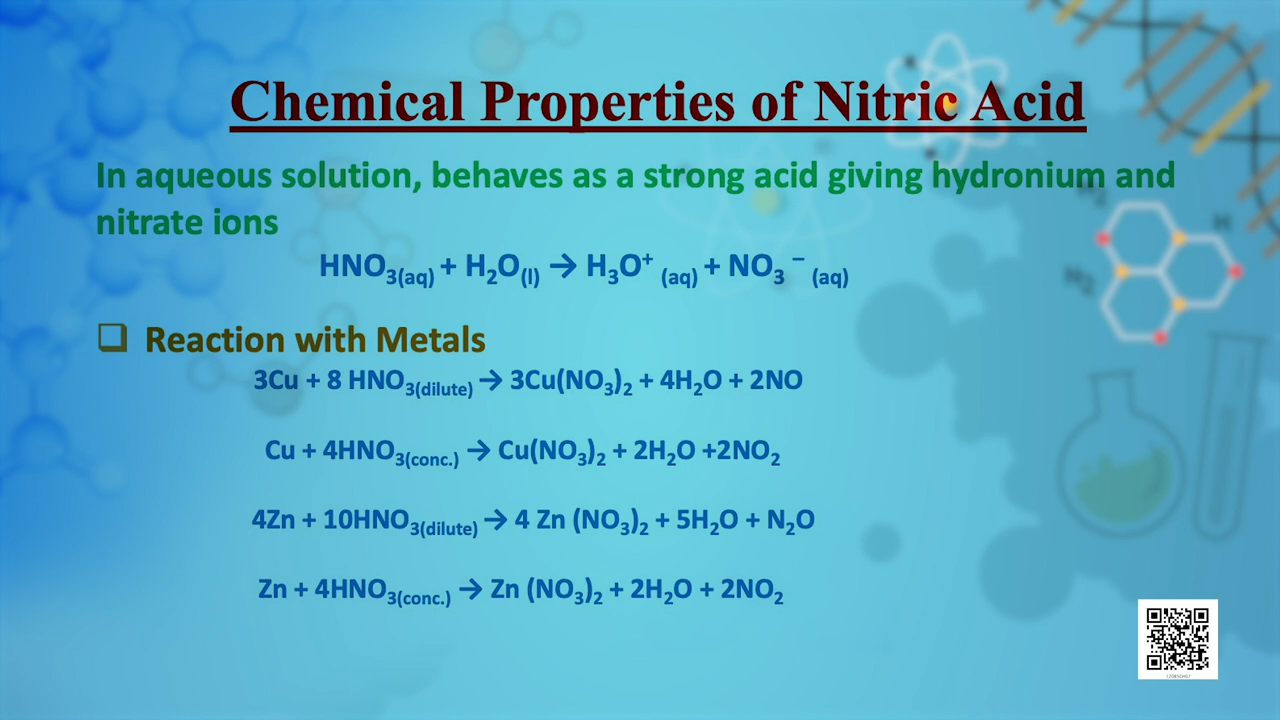 Chemical Properties of Nitric Acid
In aqueous solution, behaves as a strong acid giving hydronium and
nitrate ions
HNO₃(aq) + H₂O(l) → H₃O⁺ (aq) + NO₃ ⁻ (aq)
❑ Reaction with Metals
3Cu + 8 HNO₃(dilute) → 3Cu(NO₃)₂ + 4H₂O + 2NO
Cu + 4HNO₃(conc.) → Cu(NO₃)₂ + 2H₂O +2NO₂
4Zn + 10HNO₃(dilute) → 4 Zn (NO₃)₂ + 5H₂O + N₂O
Zn + 4HNO₃(conc.) → Zn (NO₃)₂ + 2H₂O + 2NO₂